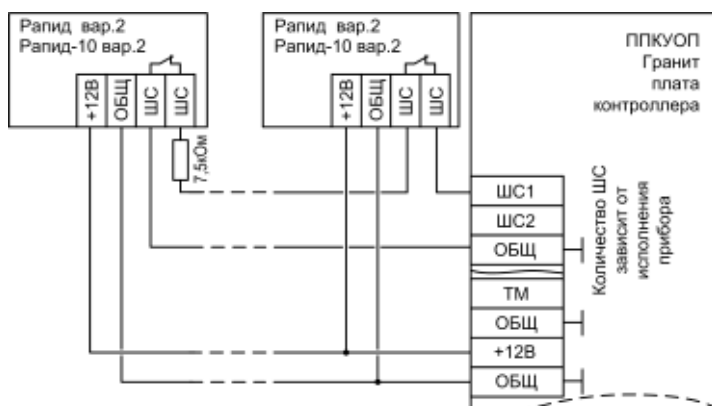 Рапид вар.2
Рапид-10 вар.2
+12В
ОБЩ
ШС
ШС
7,5кОм
Рапид вар.2
Рапид-10 вар.2
+12В
ОБЩ
ШС
ШС
ППКУОП
Гранит
плата
контроллера
ШС1
ШС2
ОБЩ
ТМ
ОБЩ
+12В
ОБЩ
Количество ШС
зависит от
исполнения
прибора